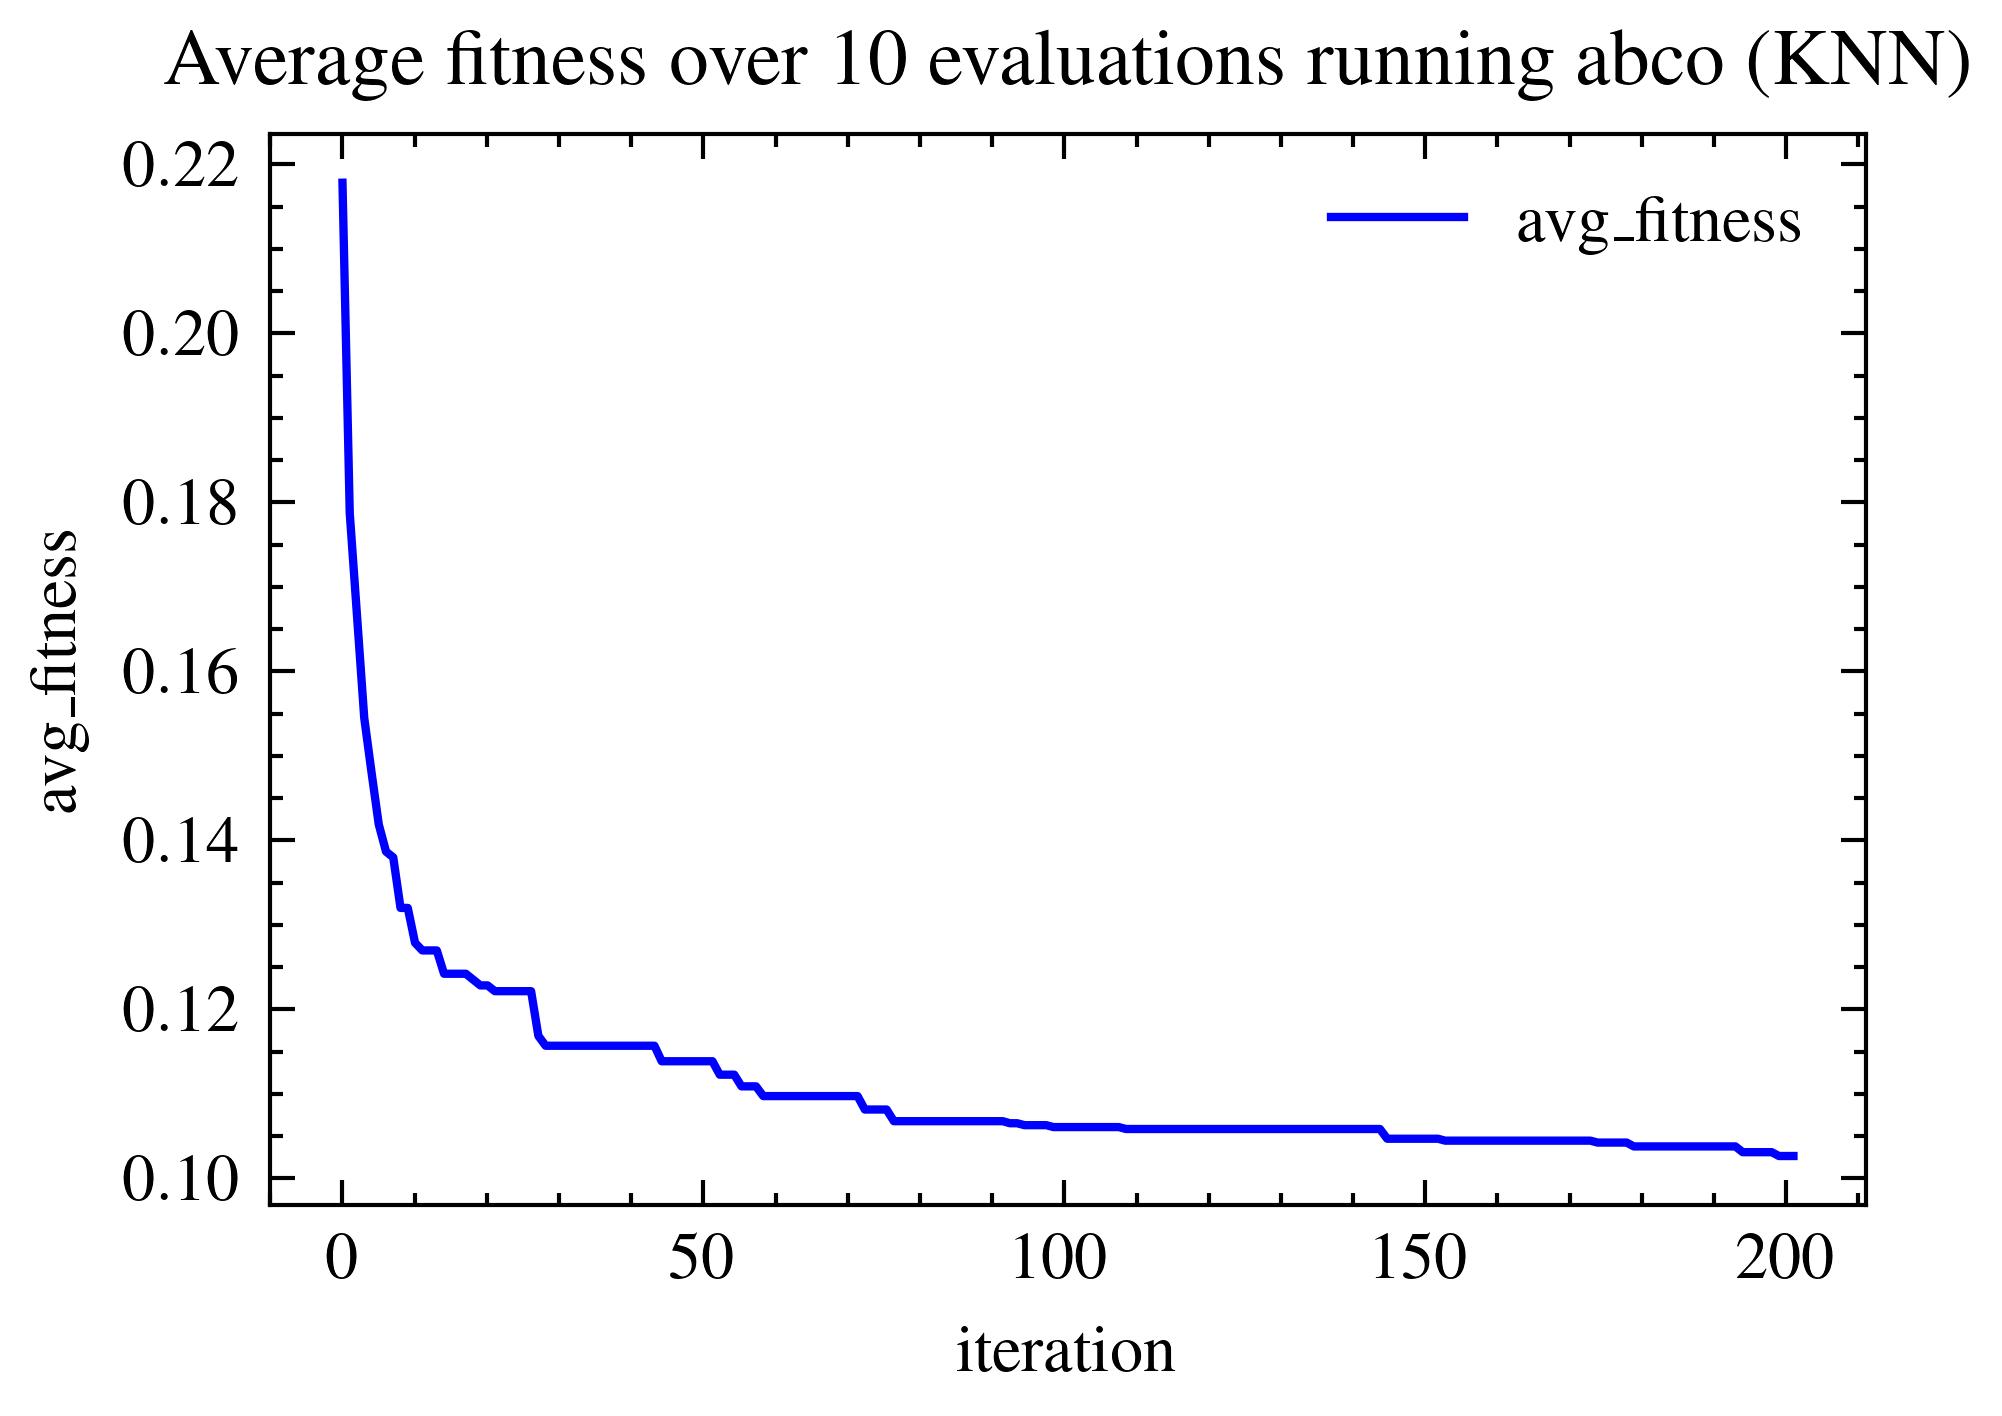 Average fitness over 10 evaluations running abco (KNN)
avg_fitness
0.22
0.20
0.18
0.16
0.14
0.12
0.10
avg_fitness
0 50 100 150 200
iteration